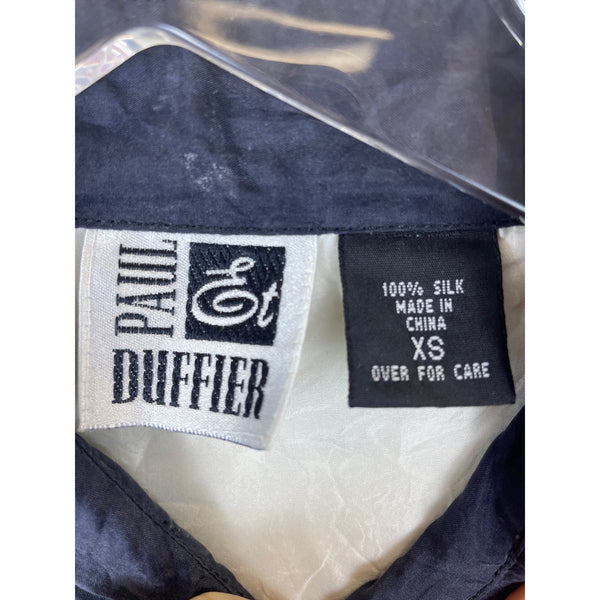 PAUL
Et
DUFFIER
100% SILK
MADE IN
CHINA
XS
OVER FOR CARE